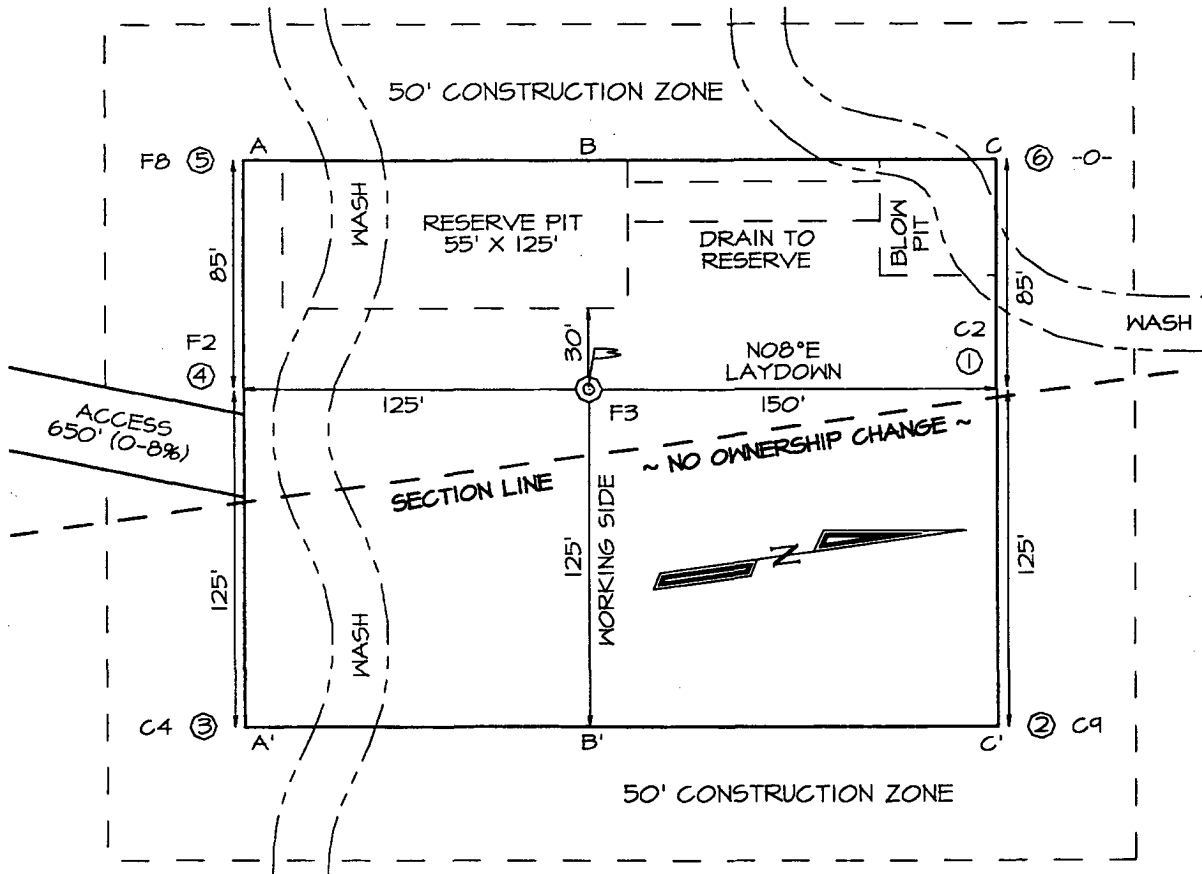 50' CONSTRUCTION ZONE
F8 ⑤ A B C ⑥ -0-
WASH
RESERVE PIT
55' X 125'
DRAIN TO
RESERVE
BLOW
PIT
85'
85'
WASH
F2
④
30'
N08°E
LAYDOWN
C2
①
125'
F3
150'
ACCESS
650' (0-8%)
SECTION LINE
~ NO OWNERSHIP CHANGE ~
N
125'
125'
WORKING SIDE
125'
WASH
C4 ③ A' B' C' ② C9
50' CONSTRUCTION ZONE